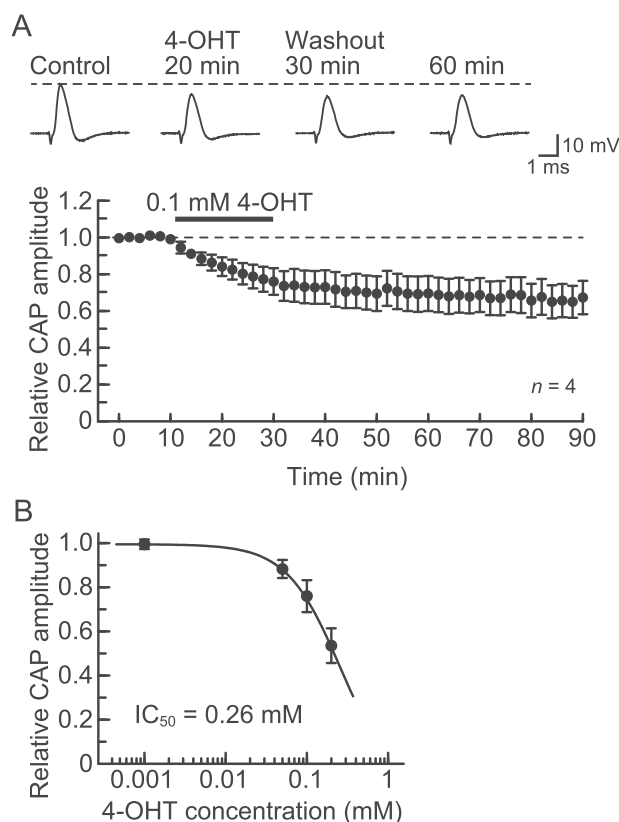 A
4-OHT Washout
Control 20 min 30 min 60 min
10 mV
1 ms
0.1 mM 4-OHT
Relative CAP amplitude
1.2
1.0
0.8
0.6
0.4
0.2
0
n = 4
0 10 20 30 40 50 60 70 80 90
Time (min)
B
Relative CAP amplitude
1.0
0.8
0.6
0.4
0.2
0
IC50 = 0.26 mM
0.001 0.01 0.1 1
4-OHT concentration (mM)